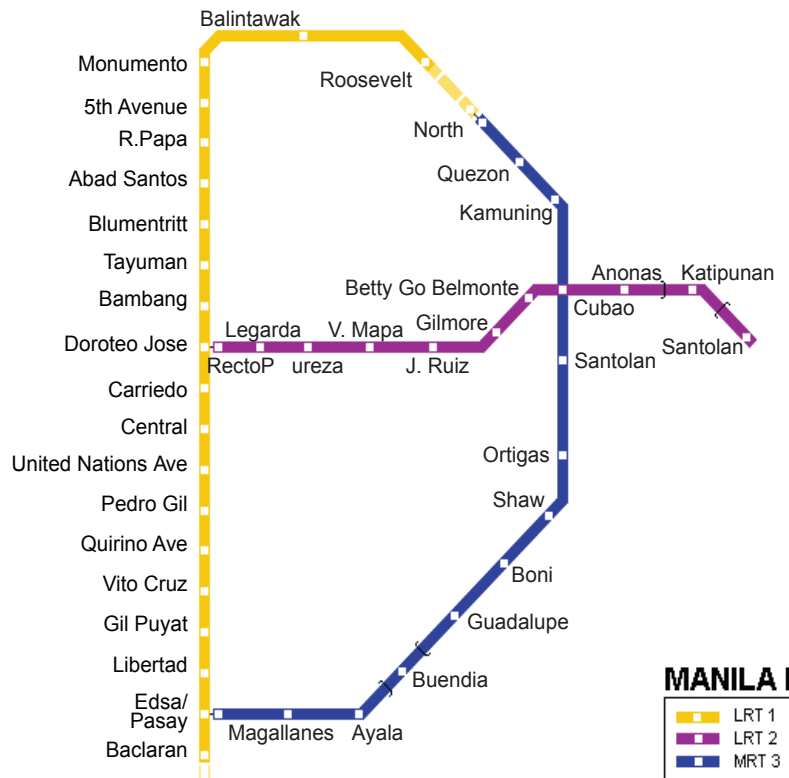 Balintawak
Monumento
Roosevelt
5th Avenue
North
R.Papa
Quezon
Abad Santos
Kamuning
Blumentritt
Tayuman
Anonas
Katipunan
Betty Go Belmonte
Bambang
Cubao
Legarda
V. Mapa
Gilmore
Doroteo Jose
Santolan
RectoP ureza
J. Ruiz
Santolan
Carriedo
Central
Ortigas
United Nations Ave
Shaw
Pedro Gil
Quirino Ave
Boni
Vito Cruz
Gil Puyat
Guadalupe
Libertad
Buendia
MANILA
Edsa/
Pasay
Magallanes
Ayala
LRT 1
LRT 2
Baclaran
MRT 3